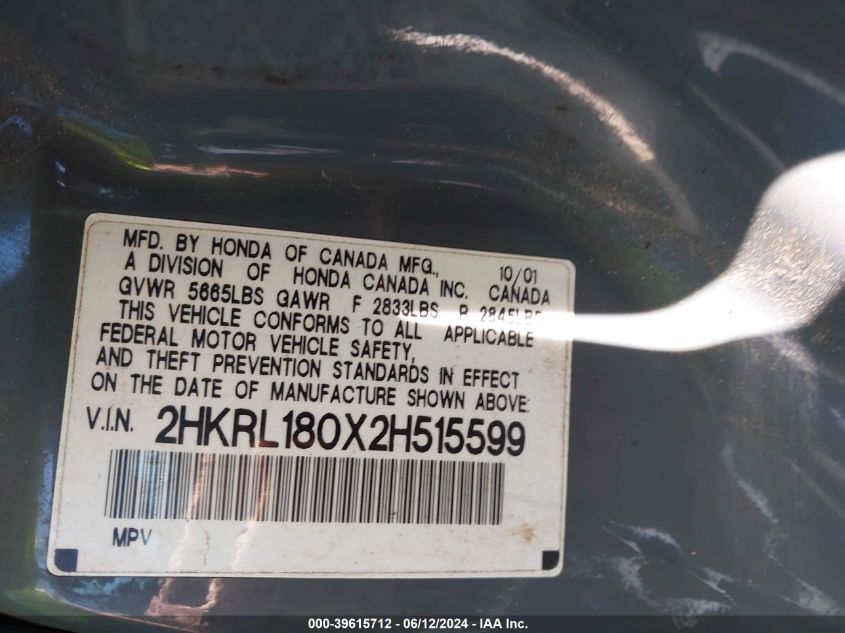 MFD. BY HONDA OF CANADA MFG., 10/01
A DIVISION OF HONDA CANADA INC. CANADA
GVWR 5665LBS GAWR F 2833LBS R 2845LBS
THIS VEHICLE CONFORMS TO ALL APPLICABLE
FEDERAL MOTOR VEHICLE SAFETY,
AND THEFT PREVENTION STANDARDS IN EFFECT
ON THE DATE OF MANUFACTURE SHOWN ABOVE.
V.I.N. 2HKRL180X2H515599
MPV
000-39615712 - 06/12/2024 - IAA Inc.